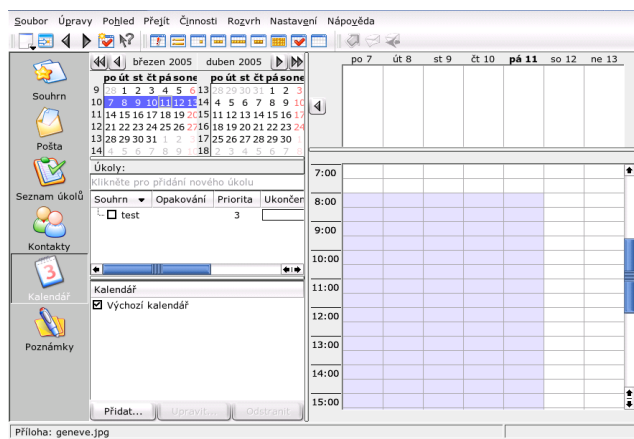 Soubor Úpravy Pohled Přejít Činnosti Rozvrh Nastavení Nápověda
březen 2005 duben 2005
po út st čt pá so ne po út st čt pá so ne
9 28 1 2 3 4 5 6 13 28 29 30 31 1 2 3
10 7 8 9 10 11 12 13 14 4 5 6 7 8 9 10
11 14 15 16 17 18 19 20 15 11 12 13 14 15 16 17
12 21 22 23 24 25 26 27 16 18 19 20 21 22 23 24
13 28 29 30 31 1 2 3 17 25 26 27 28 29 30 1
14 4 5 6 7 8 9 10 18 2 3 4 5 6 7 8
Úkoly:
Klikněte pro přidání nového úkolu
Souhrn Opakování Priorita Ukončen
test 3
Kalendář
Výchozí kalendář
Přidat... Upravit... Odstranit
Souhrn
Pošta
Seznam úkolů
Kontakty
3
Kalendář
Poznámky
po 7 út 8 st 9 čt 10 pá 11 so 12 ne 13
7:00
8:00
9:00
10:00
11:00
12:00
13:00
14:00
15:00
Příloha: geneve.jpg